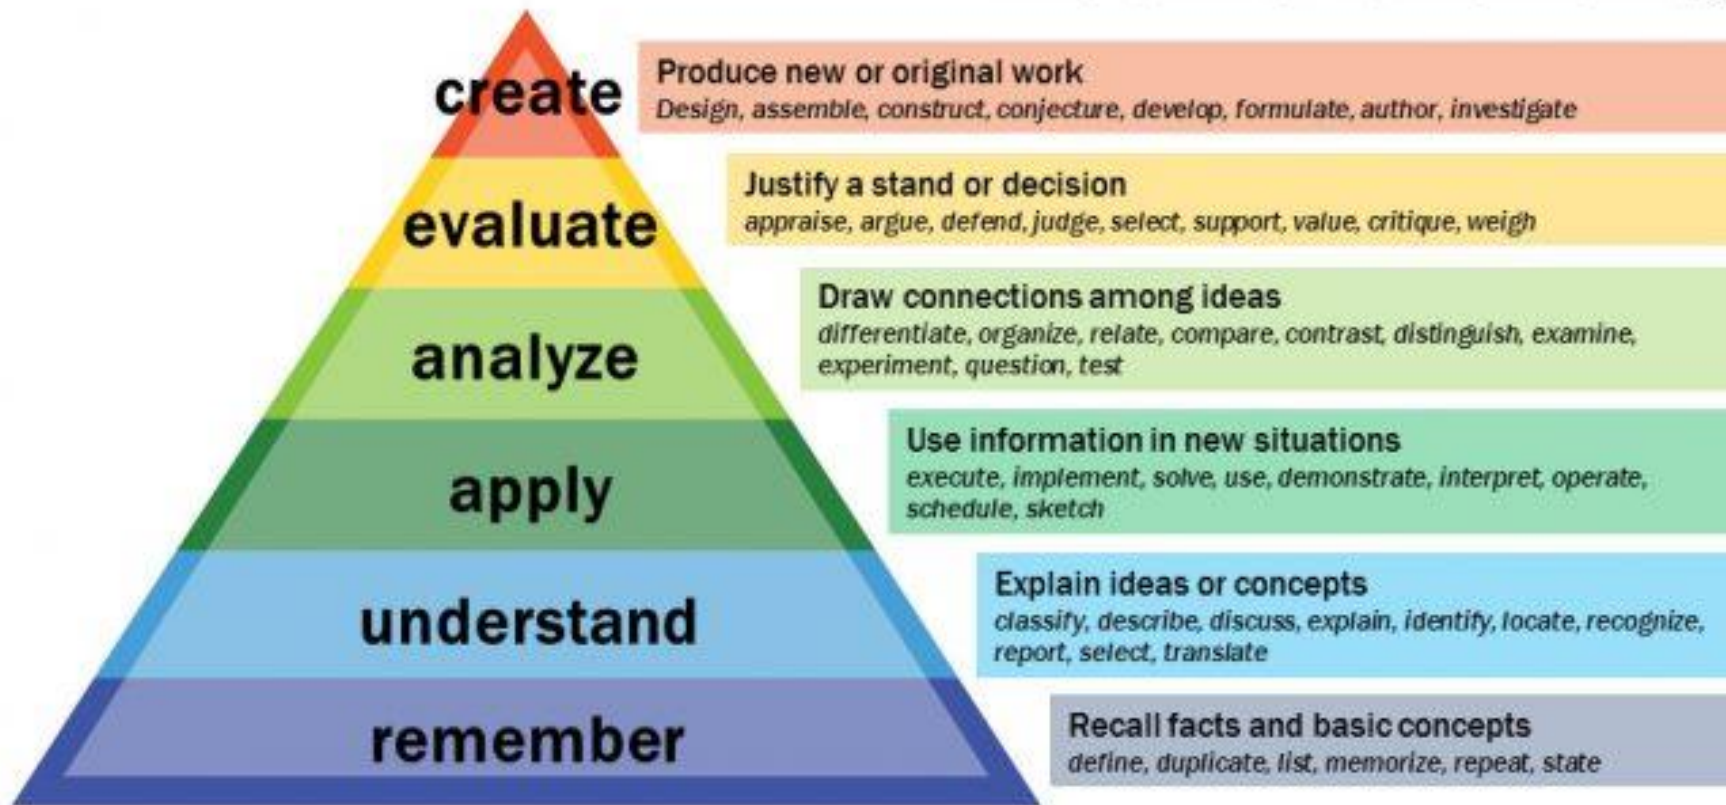 create
Produce new or original work
Design, assemble, construct, conjecture, develop, formulate, author, investigate
evaluate
Justify a stand or decision
appraise, argue, defend, judge, select, support, value, critique, weigh
analyze
Draw connections among ideas
differentiate, organize, relate, compare, contrast, distinguish, examine,
experiment, question, test
apply
Use information in new situations
execute, implement, solve, use, demonstrate, interpret, operate,
schedule, sketch
understand
Explain ideas or concepts
classify, describe, discuss, explain, identify, locate, recognize,
report, select, translate
remember
Recall facts and basic concepts
define, duplicate, list, memorize, repeat, state